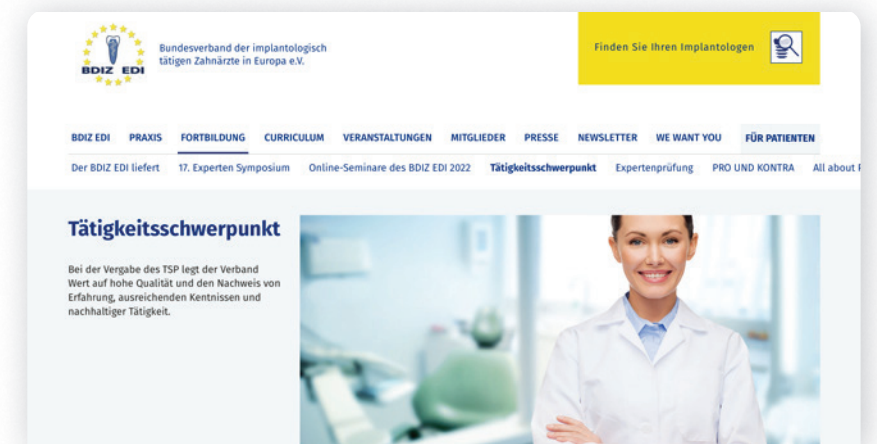 BDIZ EDI
Bundesverband der implantologisch
tätigen Zahnärzte in Europa e.V.
Finden Sie Ihren Implantologen
BDIZ EDI PRAXIS FORTBILDUNG CURRICULUM VERANSTALTUNGEN MITGLIEDER PRESSE NEWSLETTER WE WANT YOU FÜR PATIENTEN
Der BDIZ EDI liefert 17. Experten Symposium Online-Seminare des BDIZ EDI 2022 Tätigkeitsschwerpunkt Expertenprüfung PRO UND KONTRA All about
Tätigkeitsschwerpunkt
Bei der Vergabe des TSP legt der Verband
Wert auf hohe Qualität und den Nachweis von
Erfahrung, ausreichenden Kentnissen und
nachhaltiger Tätigkeit.